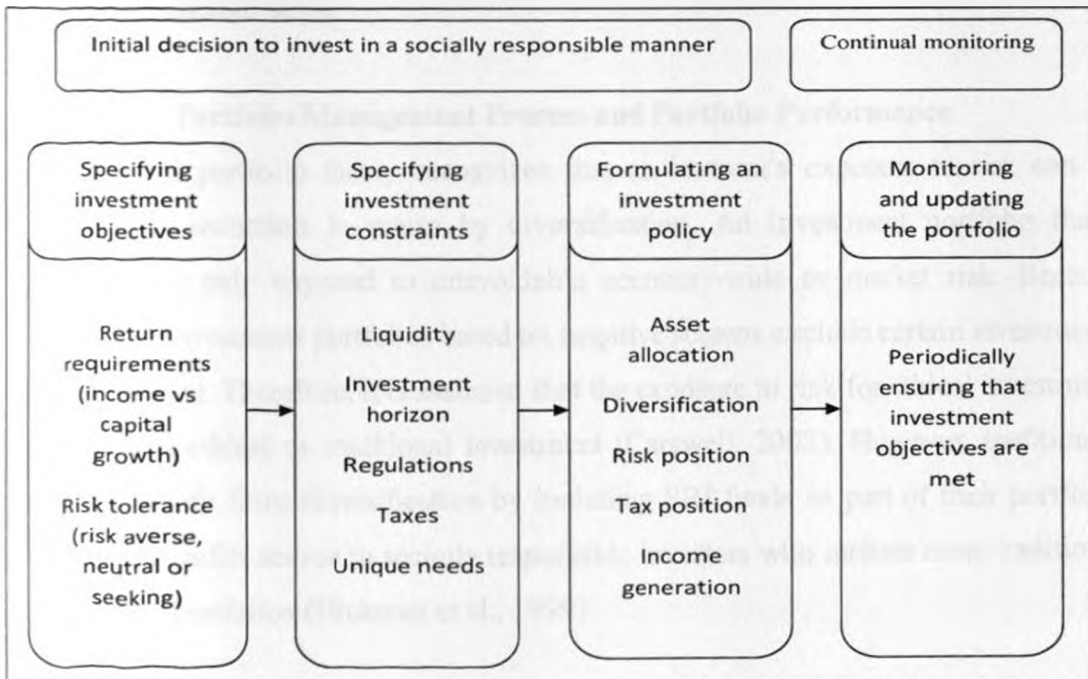 Initial decision to invest in a socially responsible manner
Continual monitoring
Portfolio Management Process and Portfolio Performance
Specifying
investment
objectives
Return
requirements
(income vs
capital
growth)
Risk tolerance
(risk averse,
neutral or
seeking)
Specifying
investment
constraints
Liquidity
Investment
horizon
Regulations
Taxes
Unique needs
Formulating an
investment
policy
Asset
allocation
Diversification
Risk position
Tax position
Income
generation
Monitoring
and updating
the portfolio
Periodically
ensuring the
investment
objectives are
met